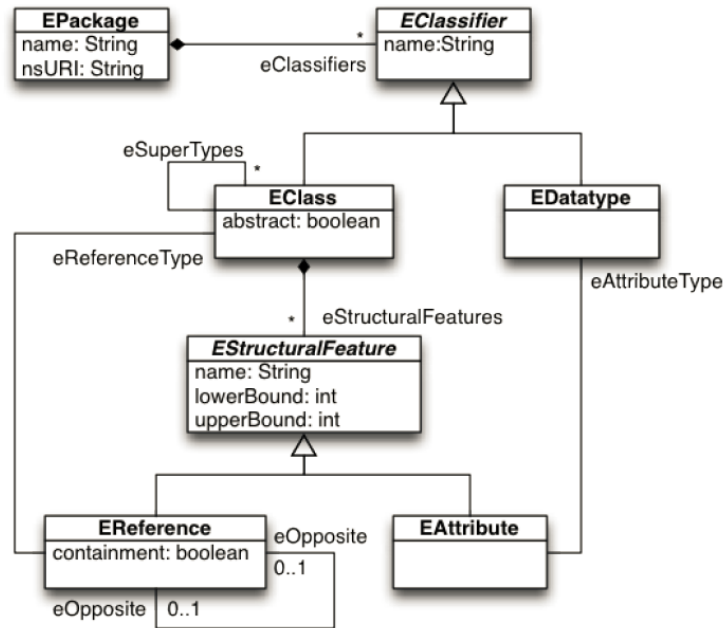 EPackage
name: String
nsURI: String
EClassifier
name:String
*
eClassifiers
eSuperTypes
*
EClass
abstract: boolean
EDatatype
eReferenceType
eAttributeType
*
eStructuralFeatures
EStructuralFeature
name: String
lowerBound: int
upperBound: int
EReference
containment: boolean
eOpposite
0..1
EAttribute
eOpposite
0..1